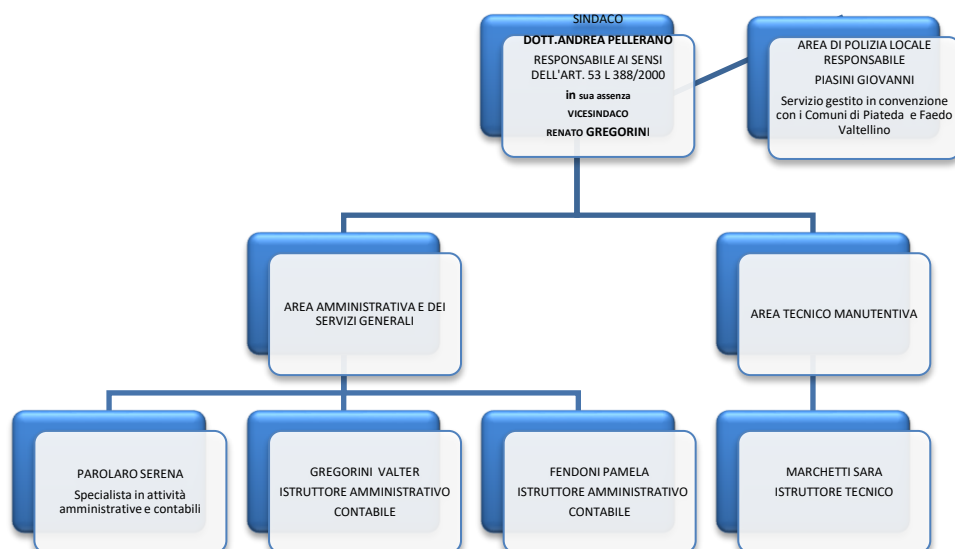 SINDACO
DOTT.ANDREA PELLERANO
RESPONSABILE AI SENSI
DELL'ART. 53 L 388/2000
in sua assenza
VICESINDACO
RENATO GREGORINI
AREA DI POLIZIA LOCALE
RESPONSABILE
PIASINI GIOVANNI
Servizio gestito in convenzione
con i Comuni di Piateda e Faedo
Valtellino
AREA AMMINISTRATIVA E DEI
SERVIZI GENERALI
AREA TECNICO MANUTENTIVA
PAROLARO SERENA
Specialista in attività
amministrative e contabili
GREGORINI VALTER
ISTRUTTORE AMMINISTRATIVO
CONTABILE
FENDONI PAMELA
ISTRUTTORE AMMINISTRATIVO
CONTABILE
MARCHETTI SARA
ISTRUTTORE TECNICO